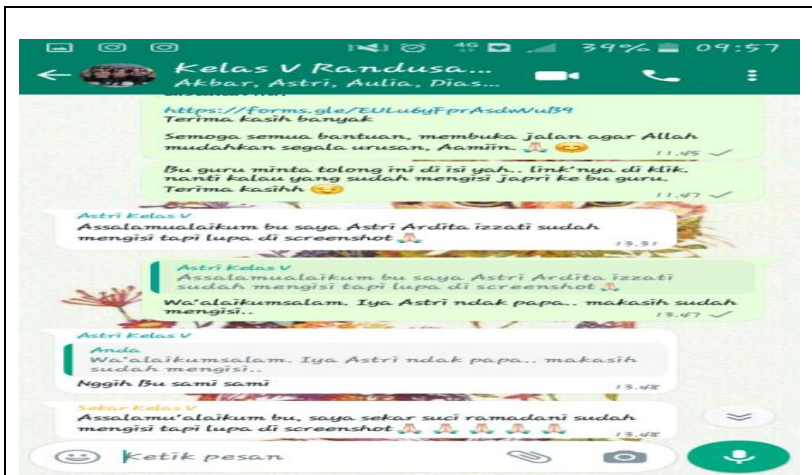 4G 39% 09:57
Kelas V Randusa...
Akbar, Astri, Aulia, Dias...
https://forms.gle/EULu6yFprAsdwVuB9
Terima kasih banyak
Semoga semua bantuan, membuka jalan agar Allah
mudahkan segala urusan, Aamiin. 🙏🏻 😊
11.45
Bu guru minta tolong ini di isi yah.. link'nya di klik.
nanti kalau yang sudah mengisi japri ke bu guru.
Terima kasihh 😉
11.47
Astri Kelas V
Assalamualaikum bu saya Astri Ardita izzati sudah
mengisi tapi lupa di screenshot 🙏🏻
13.31
Astri Kelas V
Assalamualaikum bu saya Astri Ardita izzati
sudah mengisi tapi lupa di screenshot 🙏🏻
Wa'alaikumsalam. Iya Astri ndak papa.. makasih sudah
mengisi..
13.47
Astri Kelas V
Anda
Wa'alaikumsalam. Iya Astri ndak papa.. makasih
sudah mengisi..
Nggih Bu sami sami
13.48
Sekar Kelas V
Assalamu'alaikum bu, saya sekar suci ramadani sudah
mengisi tapi lupa di screenshot 🙏🏻 🙏🏻 🙏🏻 🙏🏻 🙏🏻
13.48
Ketik pesan